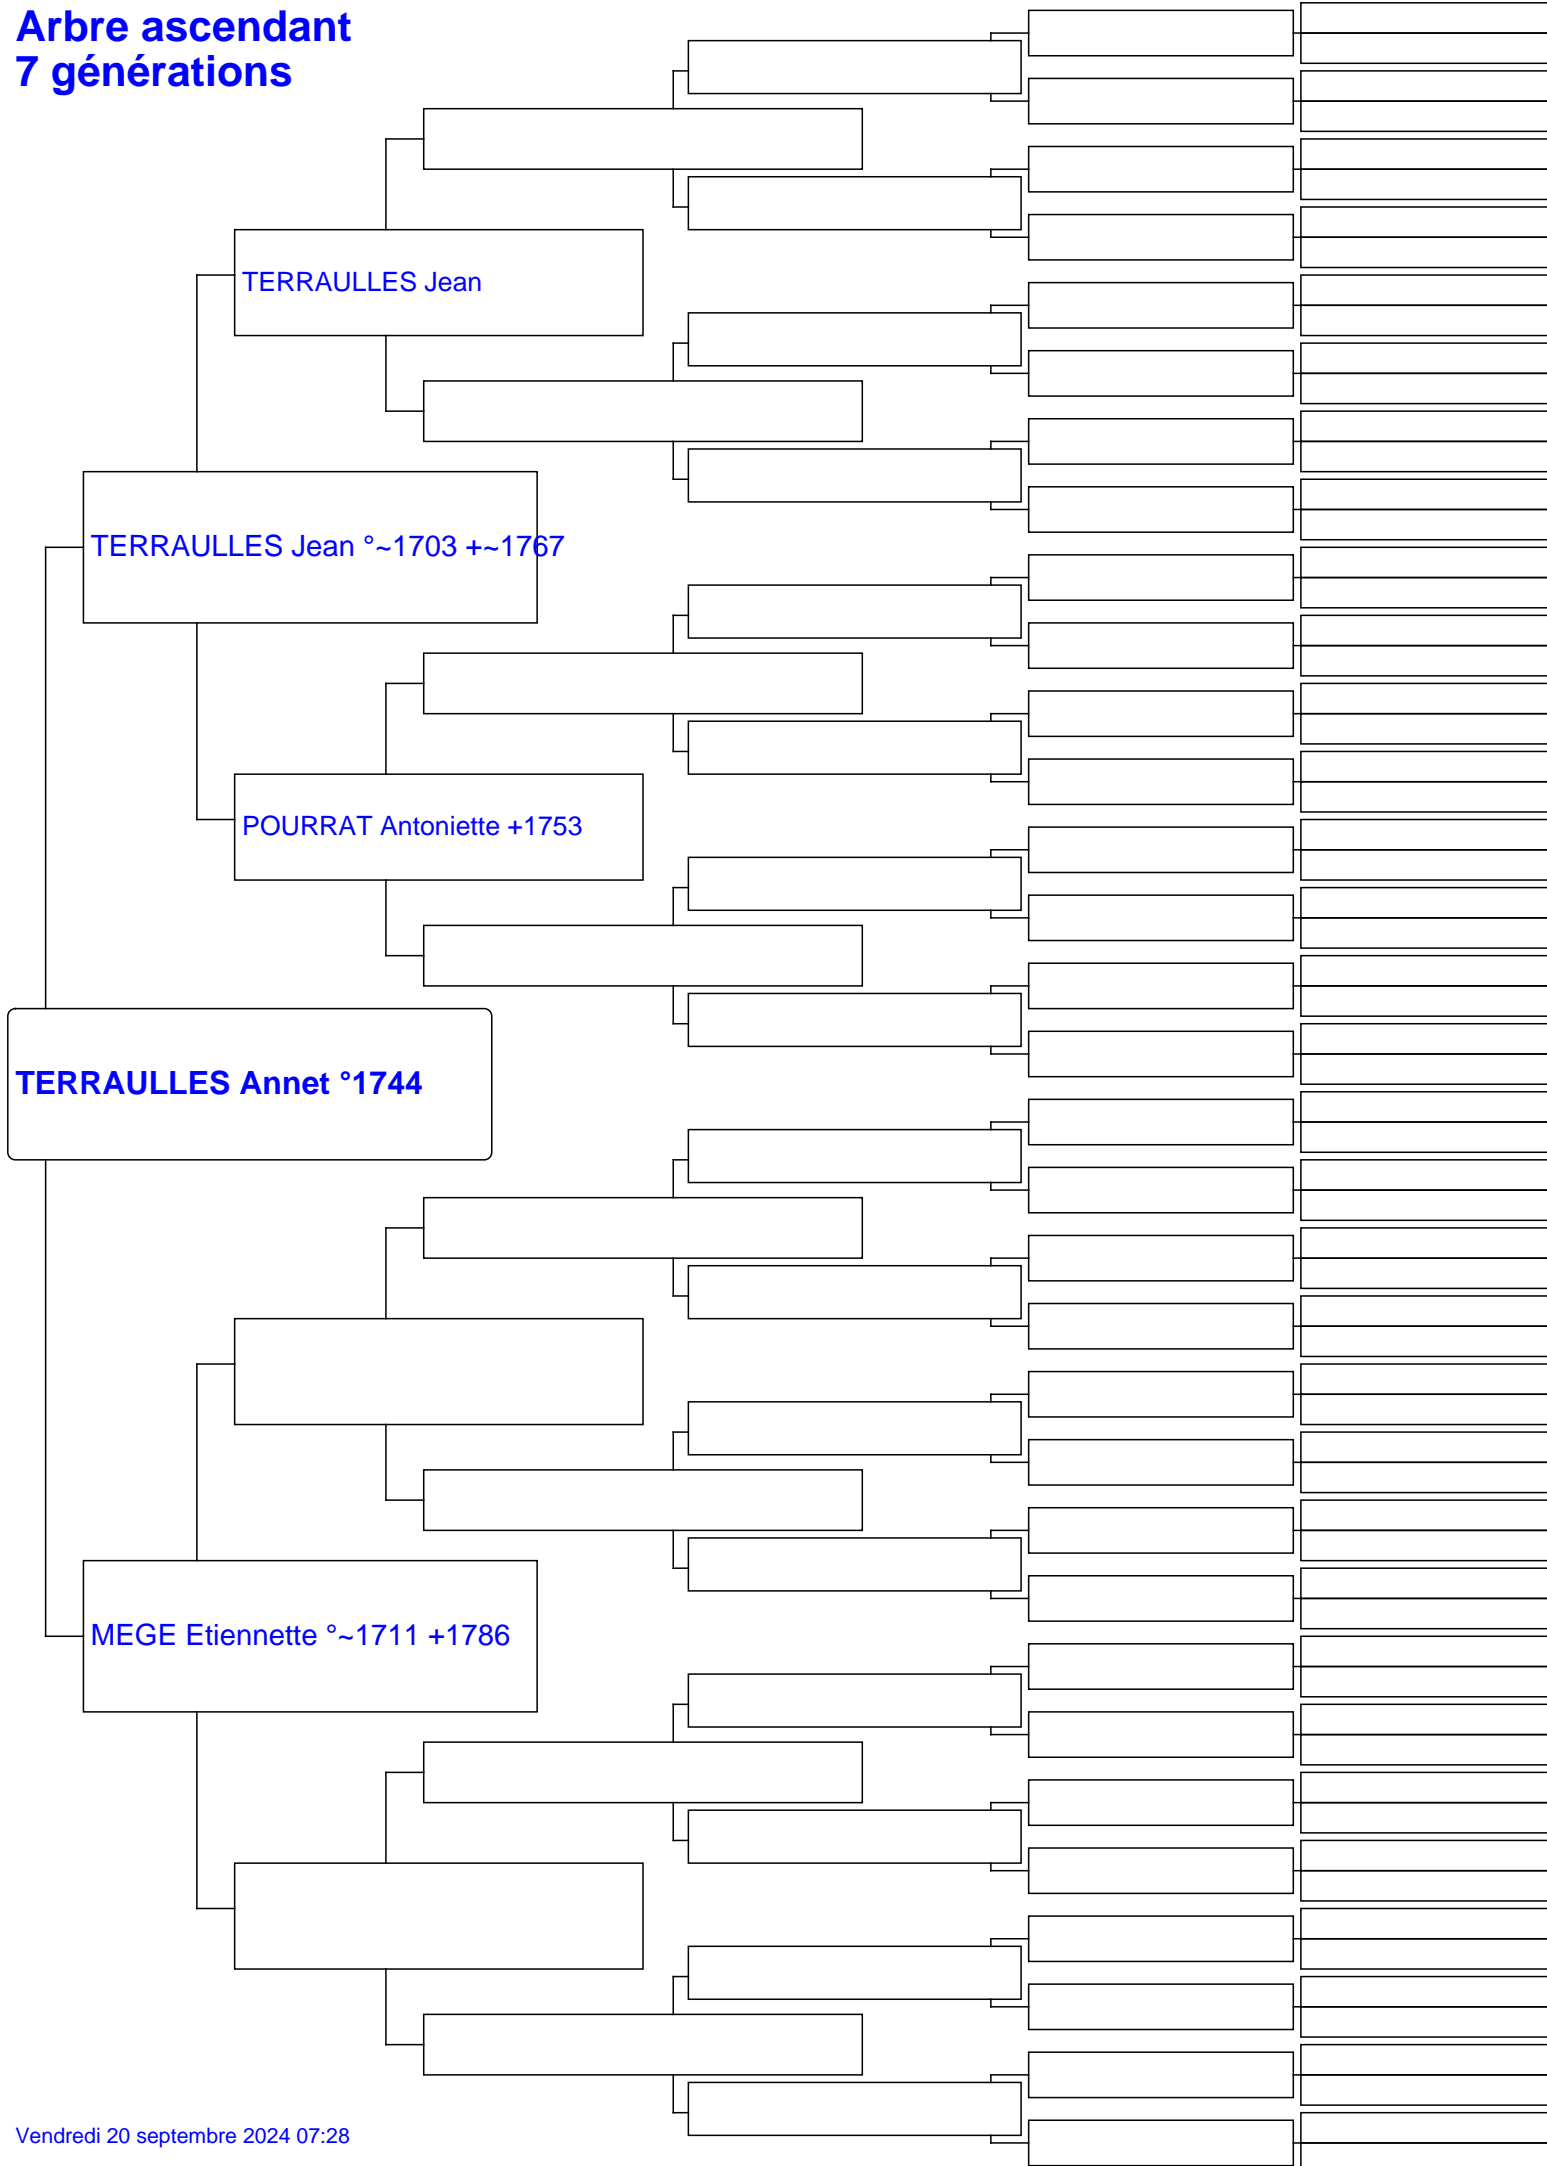 Arbre ascendant
7 générations
TERRAULLES Jean
TERRAULLES Jean °~1703 +~1767
POURRAT Antoniette +1753
TERRAULLES Annet °1744
MEGE Etiennette °~1711 +1786
Vendredi 20 septembre 2024 07:28